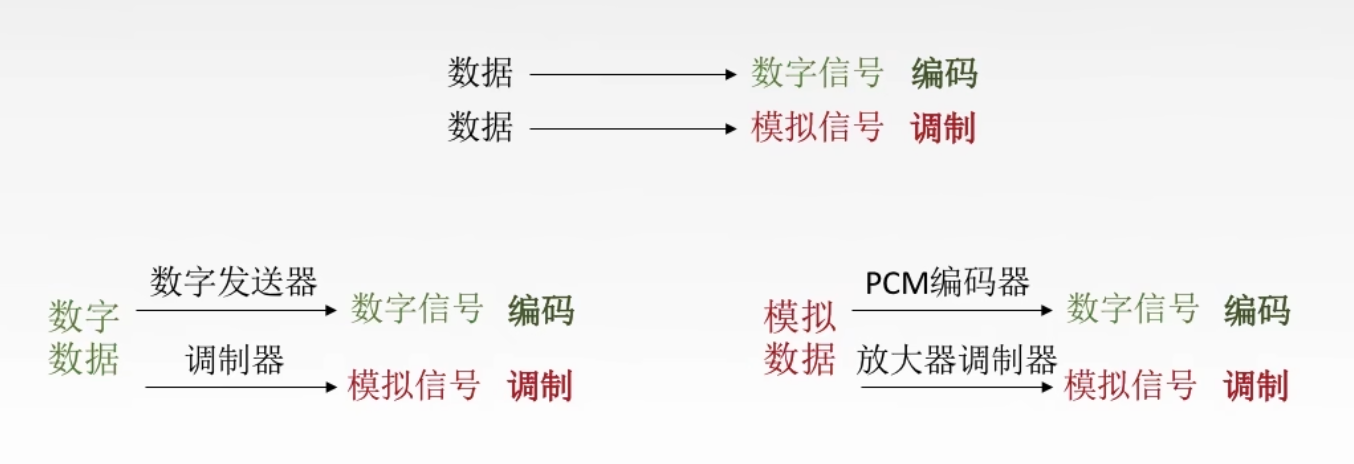 数据 数字信号 编码
数据 模拟信号 调制
数字发送器
数字
数据
数字信号 编码
调制器
模拟信号 调制
PCM编码器
模拟
数据
数字信号 编码
放大器调制器
模拟信号 调制